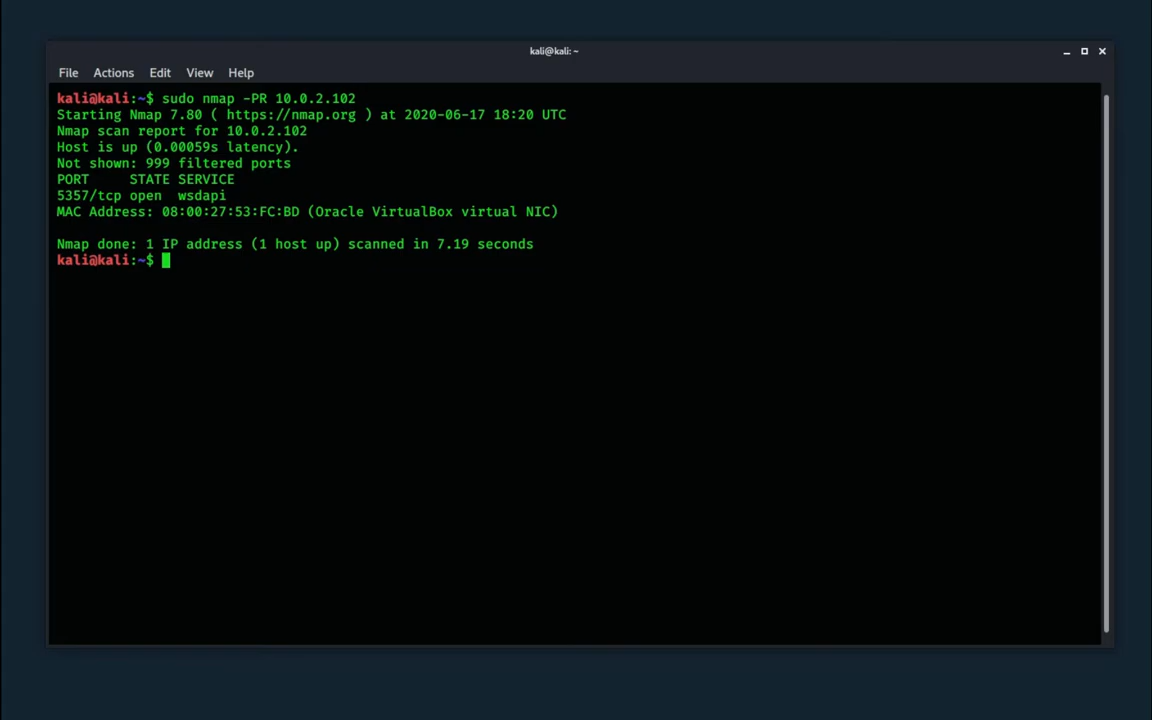 kali@kali: ~
File Actions Edit View Help
kali@kali:~$ sudo nmap -PR 10.0.2.102
Starting Nmap 7.80 ( https://nmap.org ) at 2020-06-17 18:20 UTC
Nmap scan report for 10.0.2.102
Host is up (0.00059s latency).
Not shown: 999 filtered ports
PORT     STATE SERVICE
5357/tcp open  wsdapi
MAC Address: 08:00:27:53:FC:BD (Oracle VirtualBox virtual NIC)
Nmap done: 1 IP address (1 host up) scanned in 7.19 seconds
kali@kali:~$